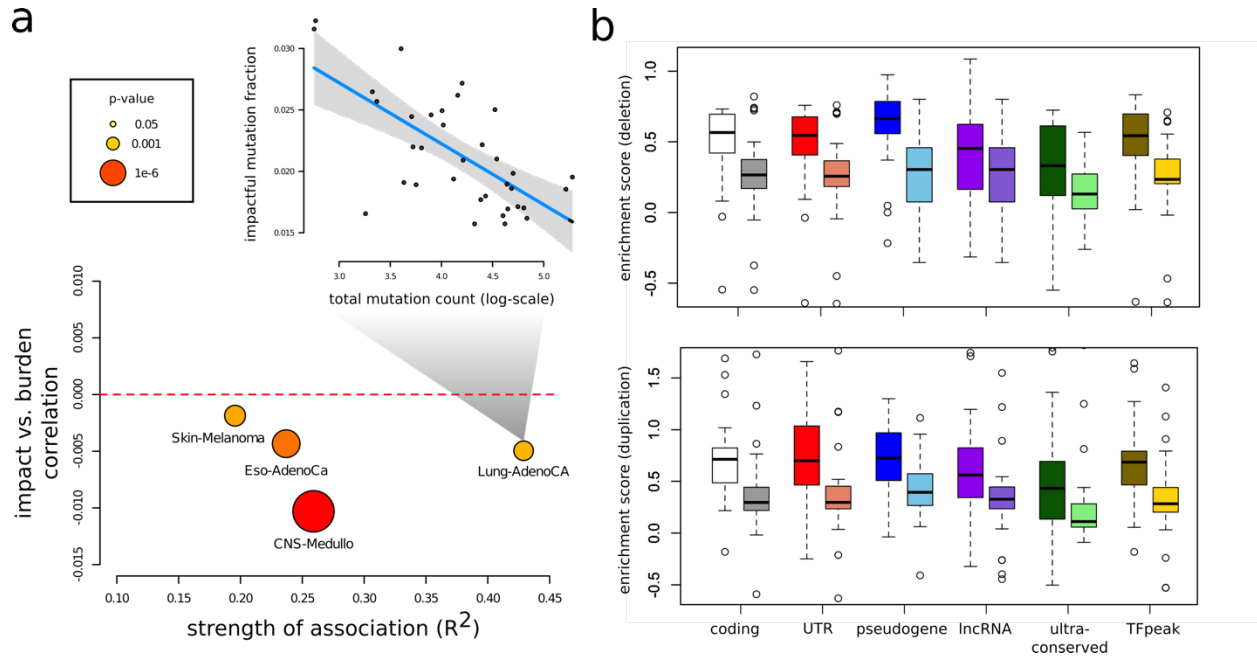 a
p-value
0.05
0.001
1e-6
impactful mutation fraction
0.030
0.025
0.020
0.015
3.0 3.5 4.0 4.5 5.0
total mutation count (log-scale)
impact vs. burden
correlation
0.010
0.005
0.000
-0.005
-0.010
-0.015
Skin-Melanoma
Eso-AdenoCa
Lung-AdenoCA
CNS-Medullo
0.10 0.15 0.20 0.25 0.30 0.35 0.40 0.45
strength of association (R²)
b
enrichment score (deletion)
1.0
0.5
0.0
-0.5
enrichment score (duplication)
1.5
1.0
0.5
0.0
-0.5
coding UTR pseudogene lncRNA ultra- TFpeak
conserved